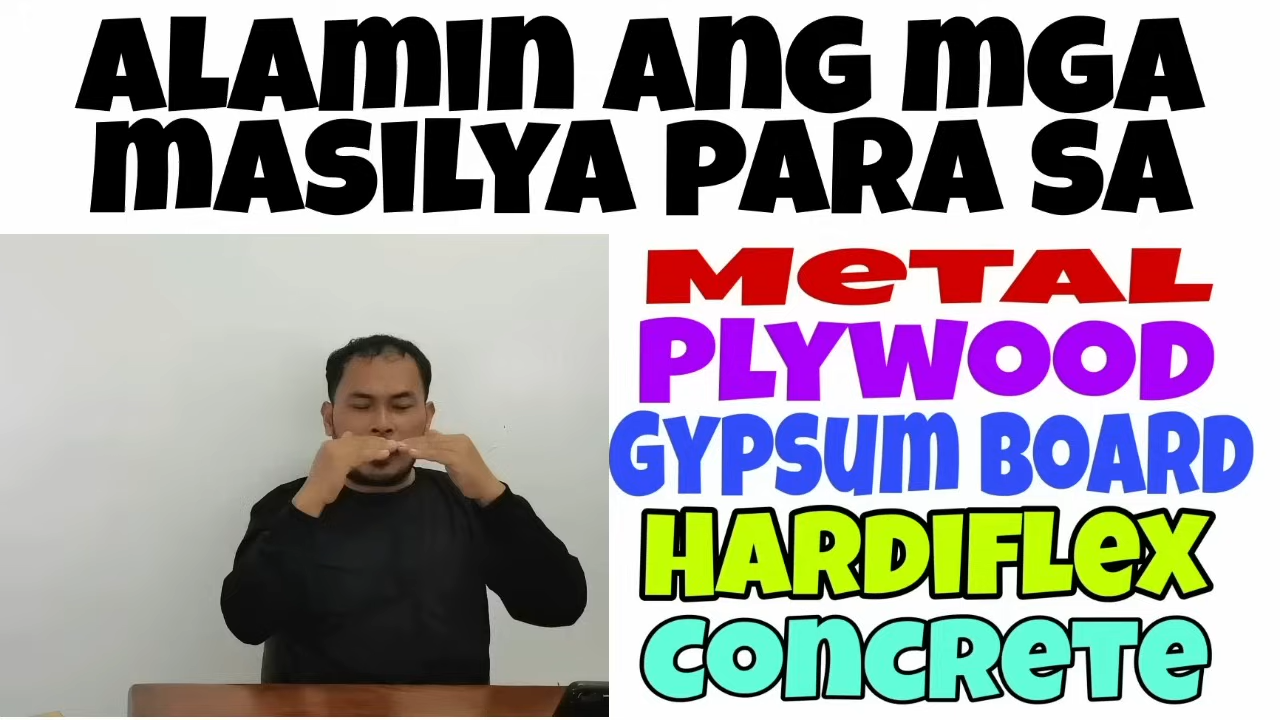 ALAMIN ANG MGA
MASILYA PARA SA
METAL
PLYWOOD
GYPSUM BOARD
HARDIFLEX
CONCRETE